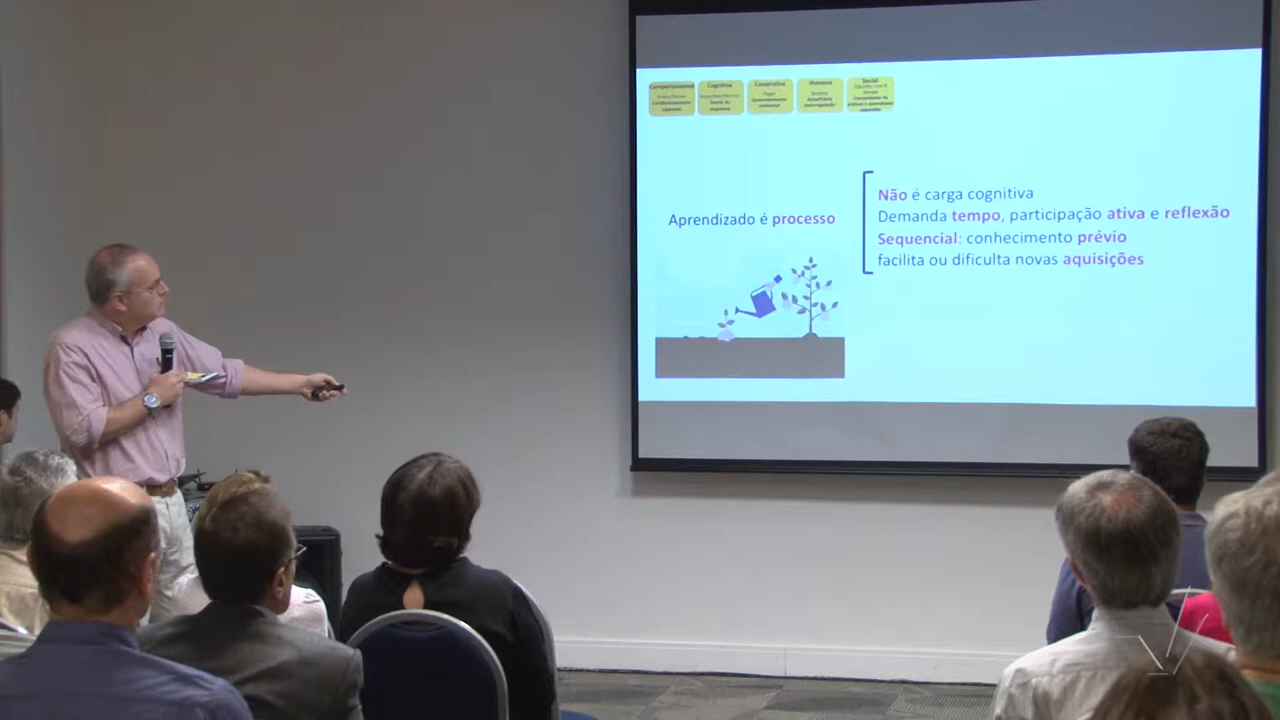 Comportamental
Cognitiva
Construtiva
Humana
Social
Aprendizado é processo
Não é carga cognitiva
Demanda tempo, participação ativa e reflexão
Sequencial: conhecimento prévio
facilita ou dificulta novas aquisições